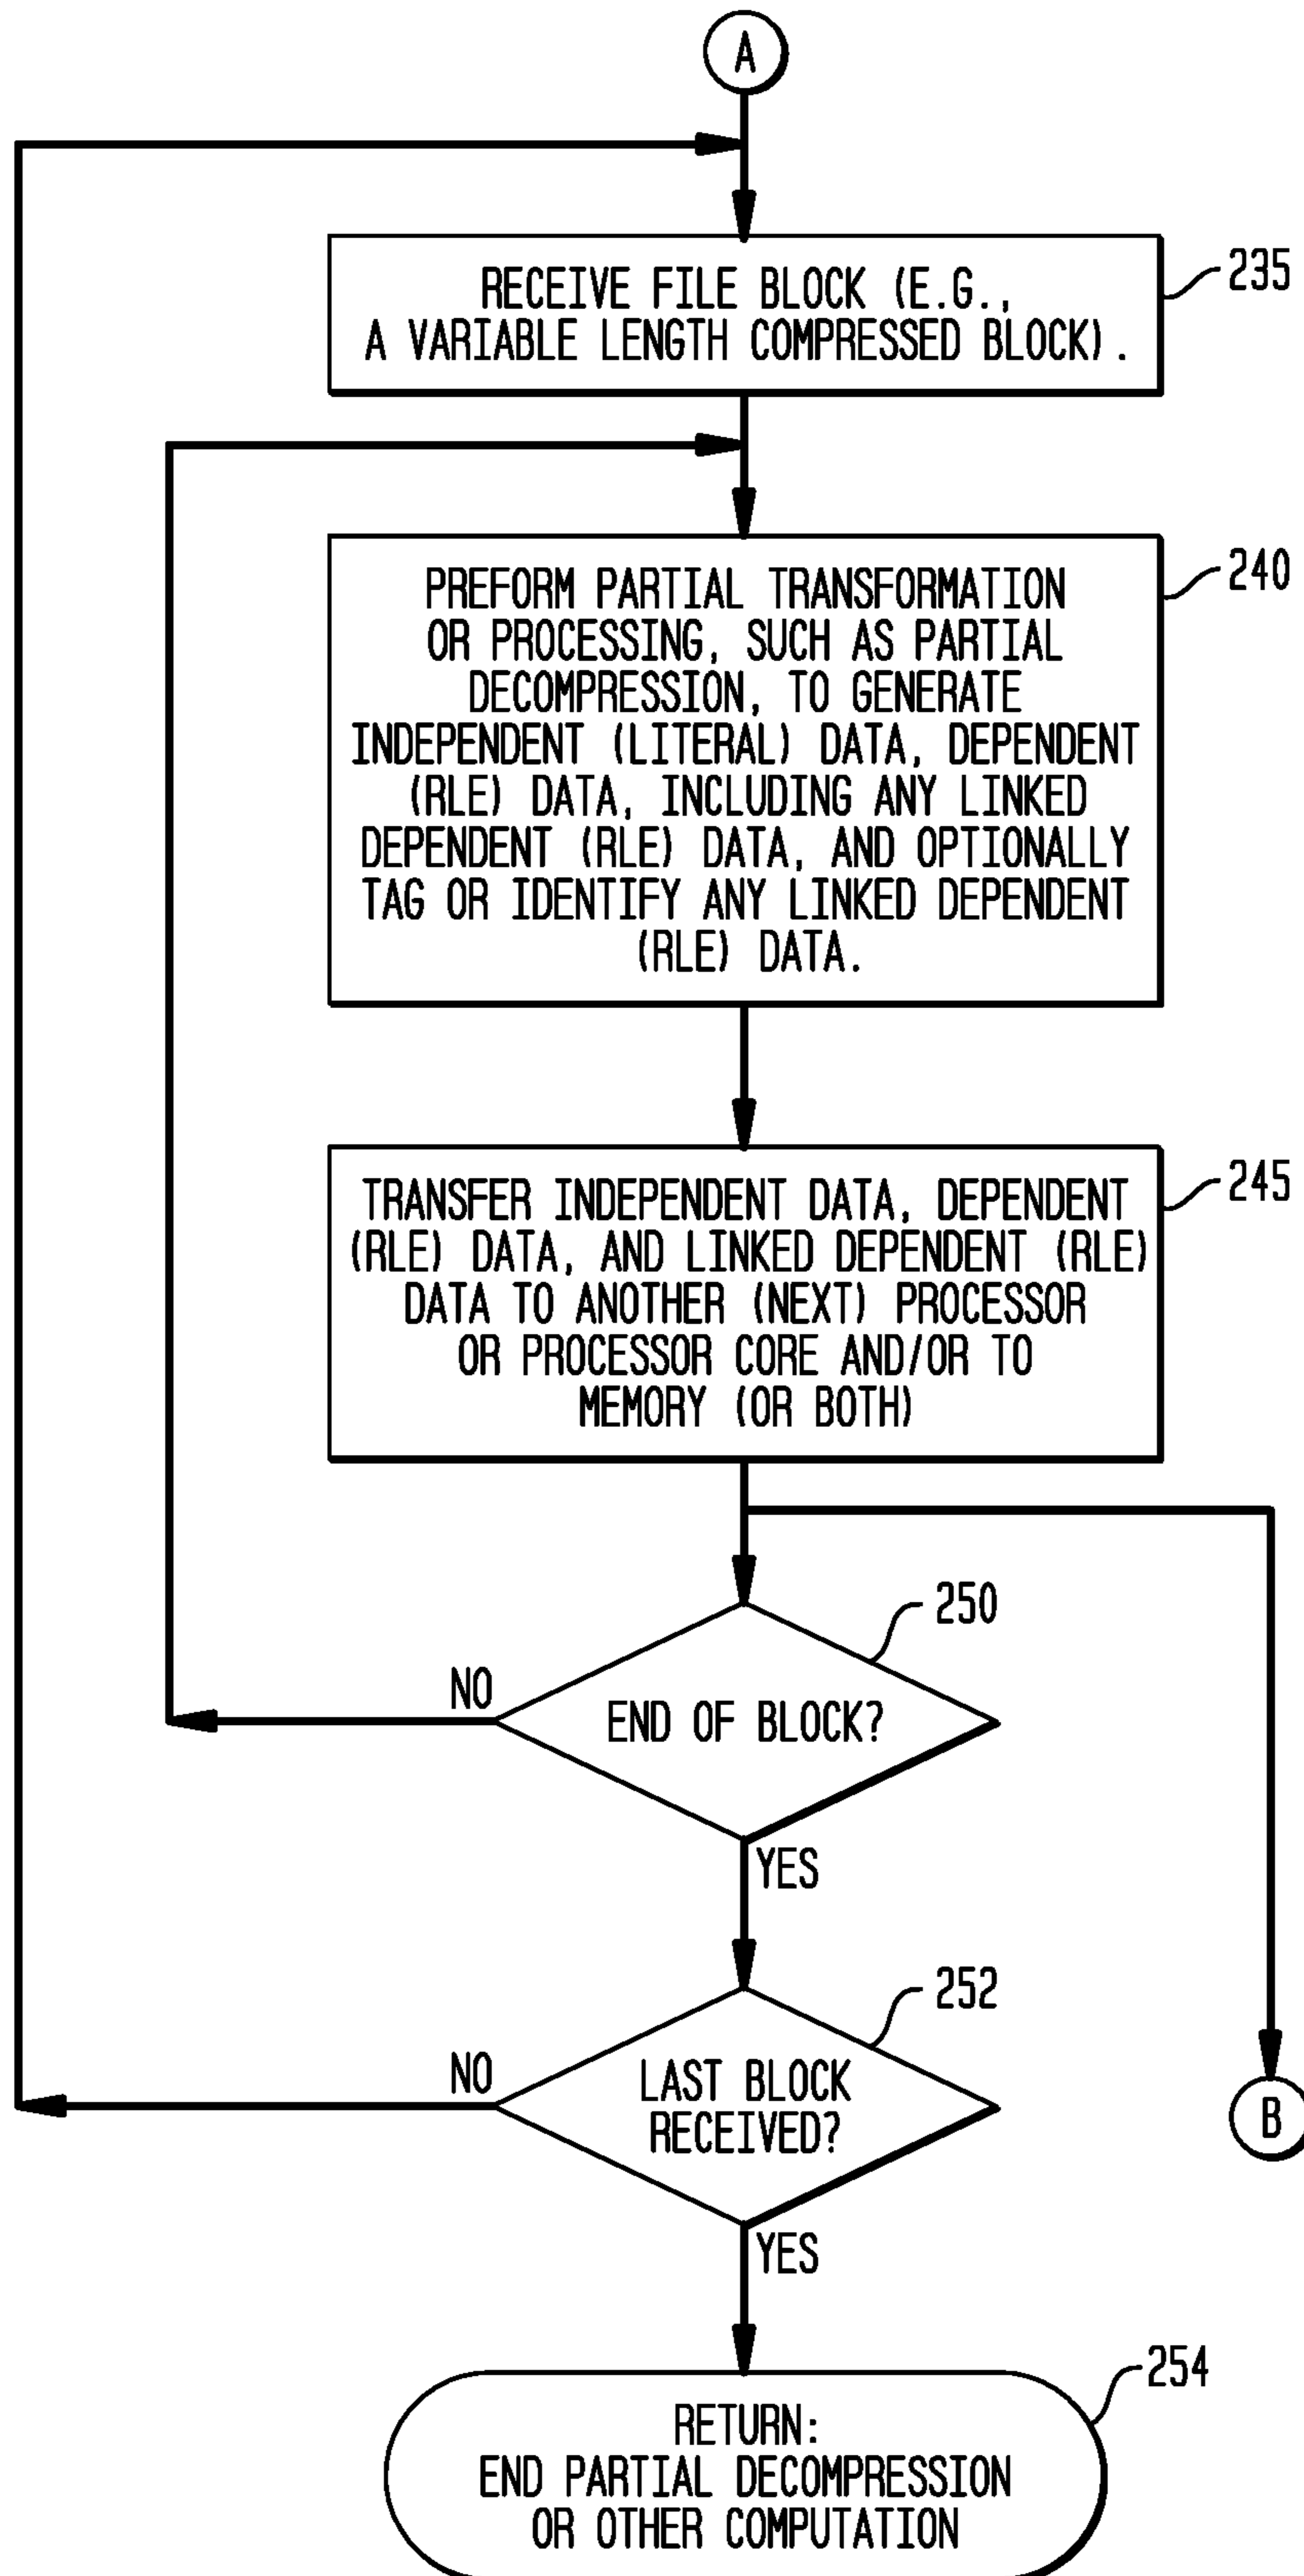 A
RECEIVE FILE BLOCK (E.G.,
A VARIABLE LENGTH COMPRESSED BLOCK).
235
PREFORM PARTIAL TRANSFORMATION
OR PROCESSING, SUCH AS PARTIAL
DECOMPRESSION, TO GENERATE
INDEPENDENT (LITERAL) DATA, DEPENDENT
(RLE) DATA, INCLUDING ANY LINKED
DEPENDENT (RLE) DATA, AND OPTIONALLY
TAG OR IDENTIFY ANY LINKED DEPENDENT
(RLE) DATA.
240
TRANSFER INDEPENDENT DATA, DEPENDENT
(RLE) DATA, AND LINKED DEPENDENT (RLE)
DATA TO ANOTHER (NEXT) PROCESSOR
OR PROCESSOR CORE AND/OR TO
MEMORY (OR BOTH)
245
250
NO
END OF BLOCK?
YES
252
NO
LAST BLOCK
RECEIVED?
B
YES
254
RETURN:
END PARTIAL DECOMPRESSION
OR OTHER COMPUTATION